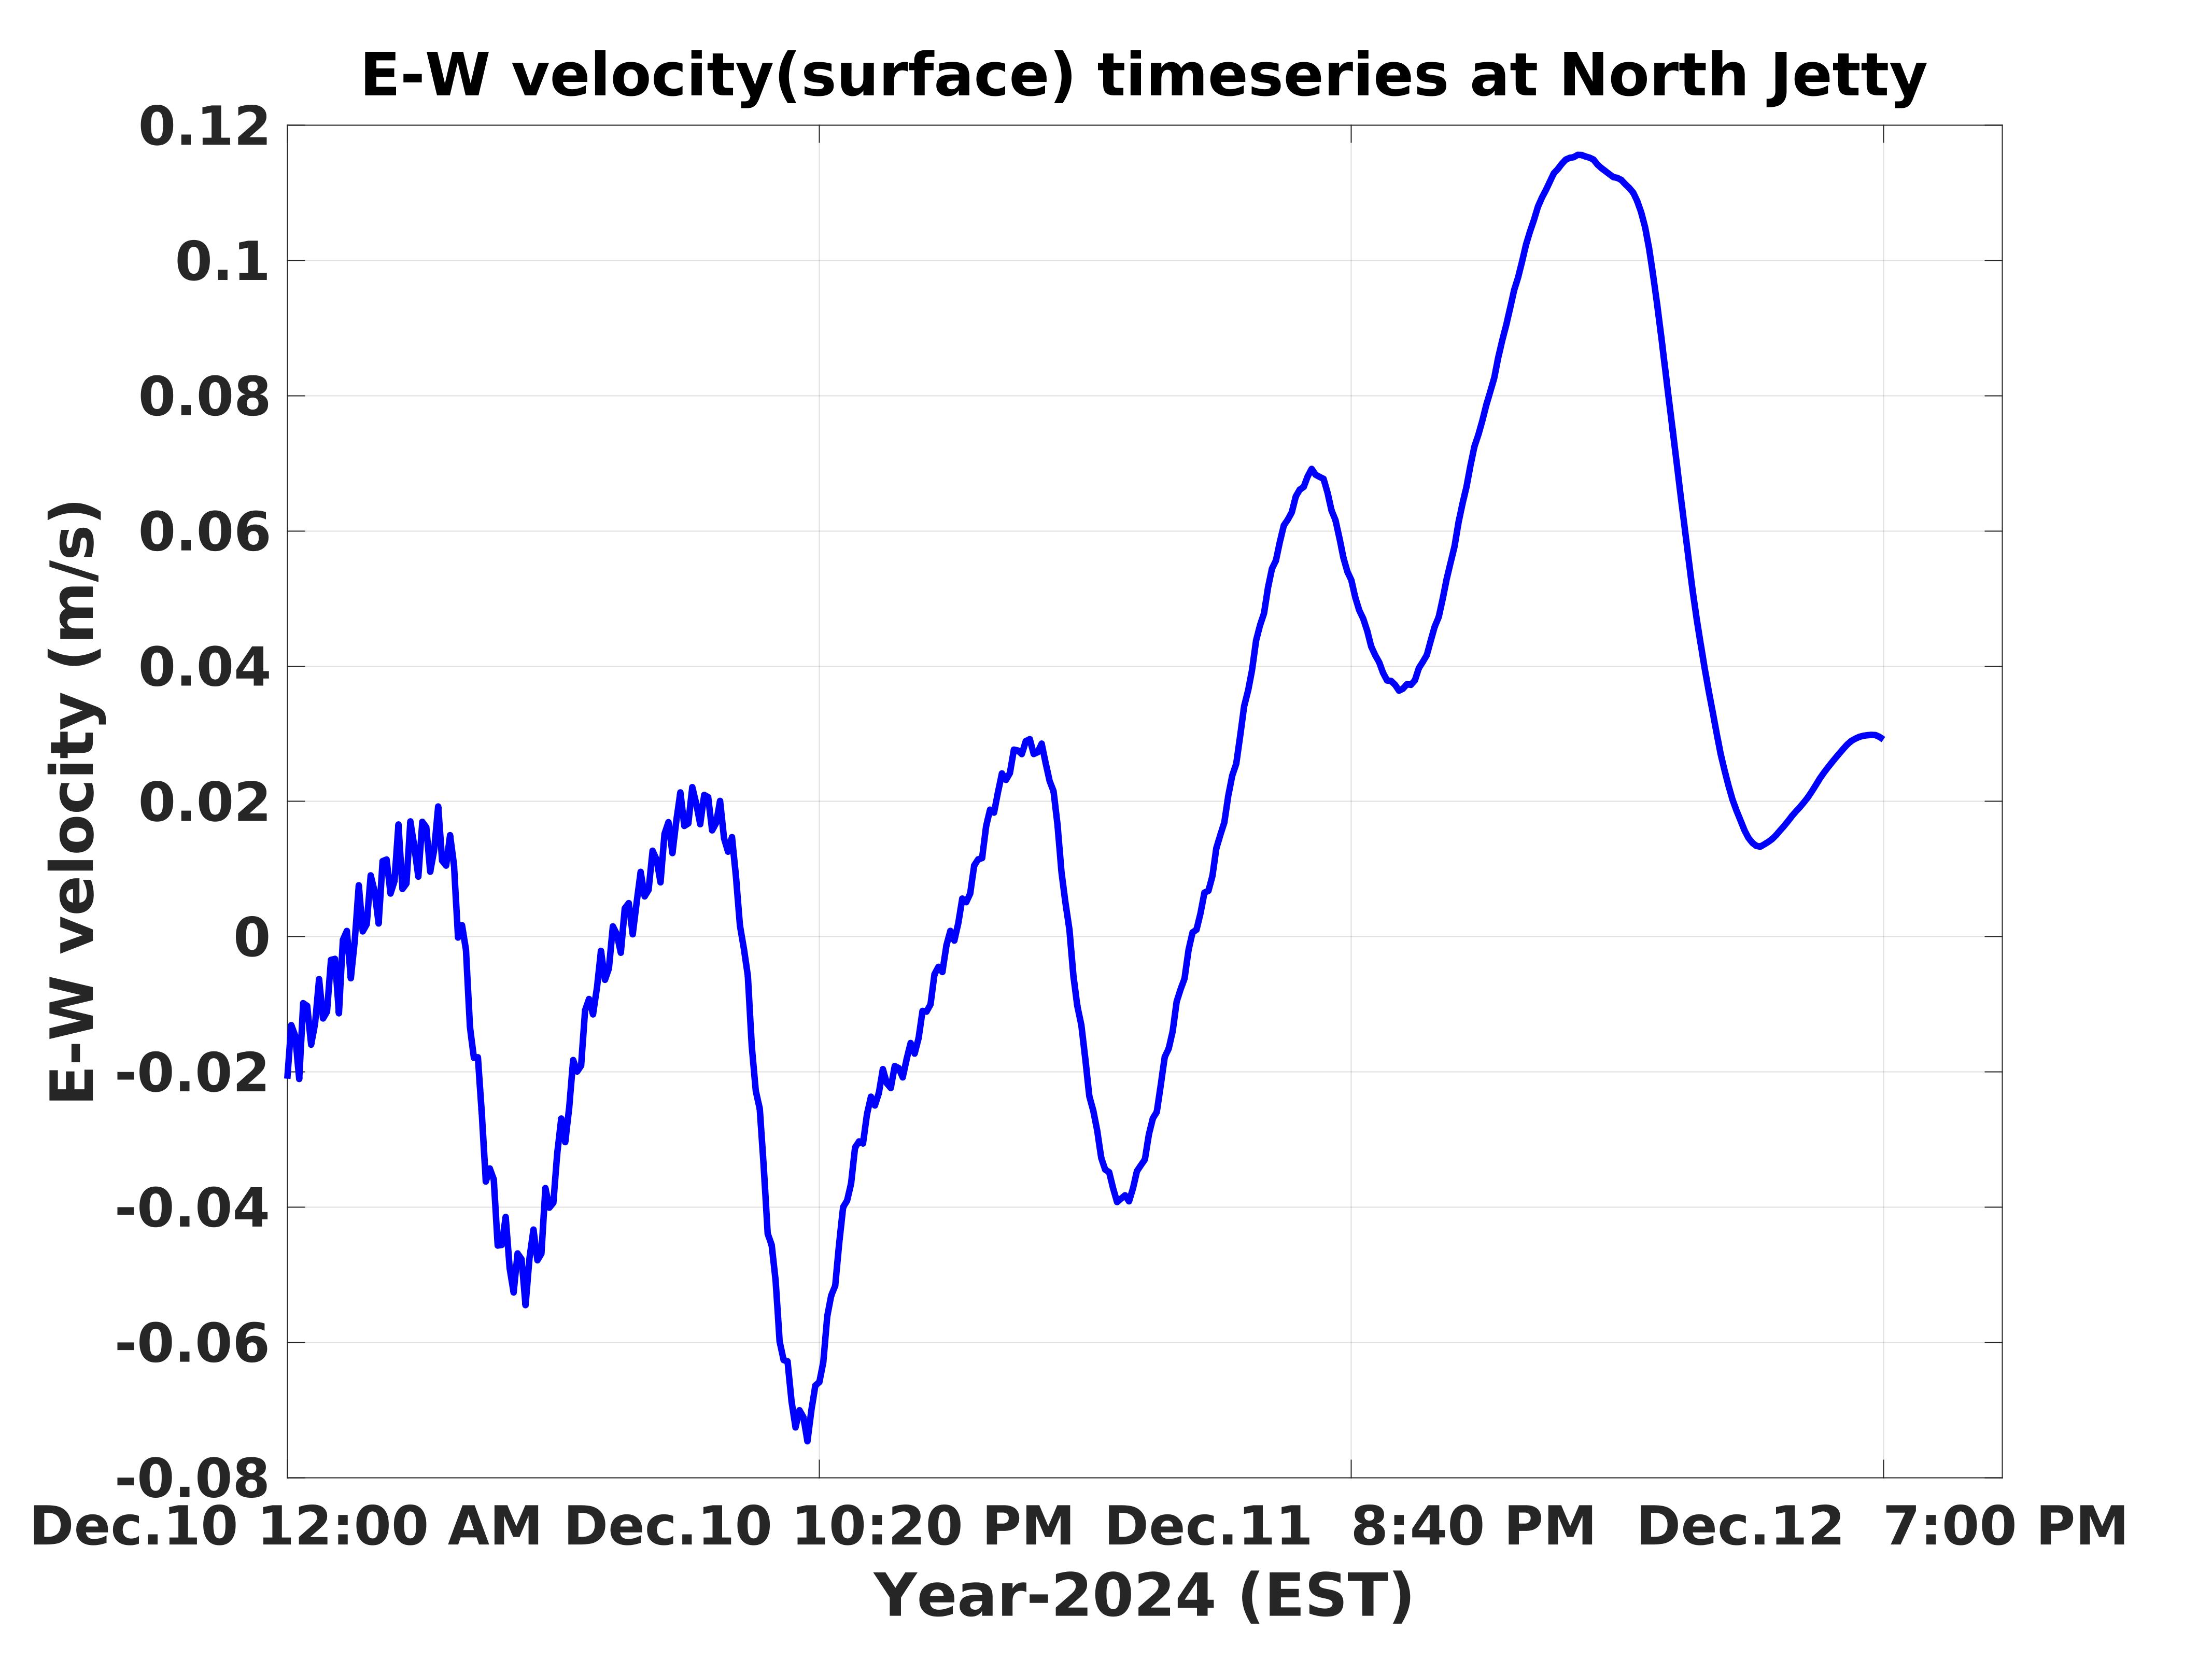 E-W velocity(surface) timeseries at North Jetty
0.12
0.1
0.08
0.06
0.04
0.02
0
-0.02
-0.04
-0.06
-0.08
E-W velocity (m/s)
Dec.10 12:00 AM Dec.10 10:20 PM Dec.11 8:40 PM Dec.12 7:00 PM
Year-2024 (EST)